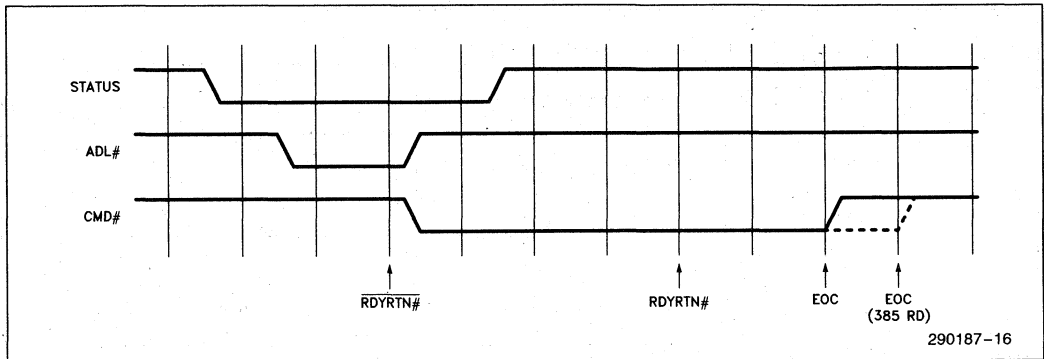 STATUS
ADL#
CMD#
RDYRTN#
RDYRTN#
EOC
EOC
(385 RD)
290187-16